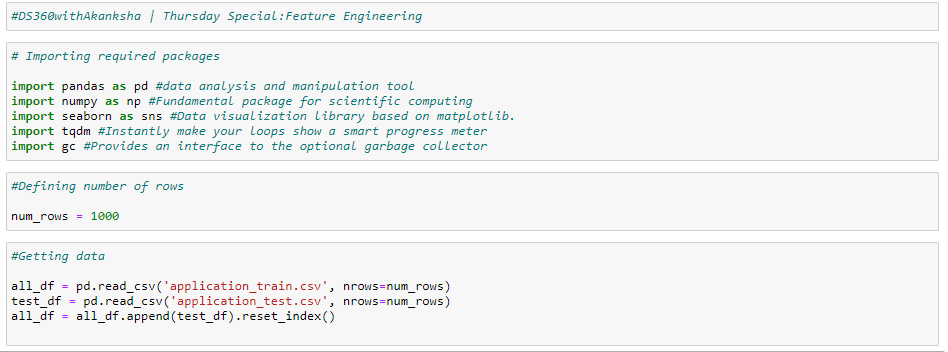 #DS360withAkanksha | Thursday Special:Feature Engineering
# Importing required packages
import pandas as pd #data analysis and manipulation tool
import numpy as np #Fundamental package for scientific computing
import seaborn as sns #Data visualization library based on matplotlib.
import tqdm #Instantly make your loops show a smart progress meter
import gc #Provides an interface to the optional garbage collector
#Defining number of rows
num_rows = 1000
#Getting data
all_df = pd.read_csv('application_train.csv', nrows=num_rows)
test_df = pd.read_csv('application_test.csv', nrows=num_rows)
all_df = all_df.append(test_df).reset_index()